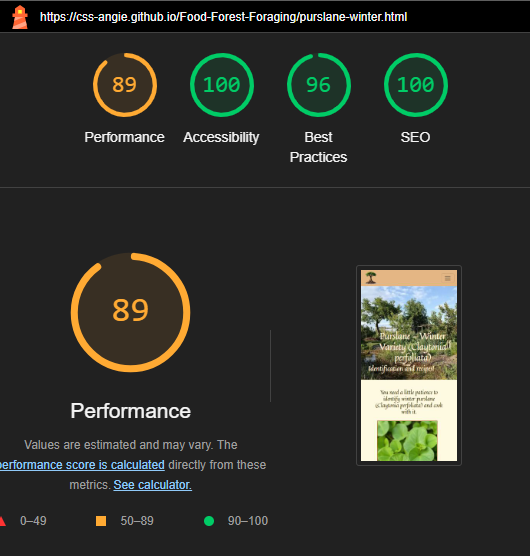 https://css-angie.github.io/Food-Forest-Foraging/purslane-winter.html
89
100
96
100
Performance
Accessibility
Best
Practices
SEO
89
Performance
Values are estimated and may vary. The
performance score is calculated directly from these
metrics. See calculator.
0–49
50–89
90–100
Purslane – Winter
Variety (Claytonia
perfoliata)
Identification and recipes!
You need a little patience to
identify winter purslane
(Claytonia perfoliata) and cook
with it.